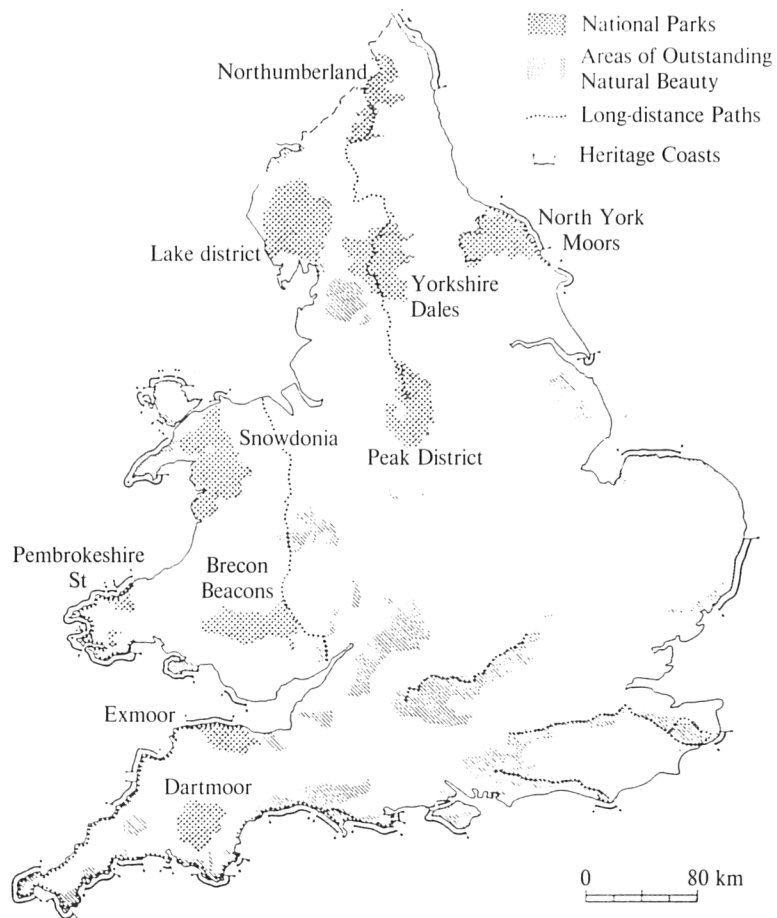 National Parks
Areas of Outstanding
Natural Beauty
Long-distance Paths
Heritage Coasts
Northumberland
Lake district
North York
Moors
Yorkshire
Dales
Snowdonia
Peak District
Pembrokeshire
St
Brecon
Beacons
Exmoor
Dartmoor
0 80 km